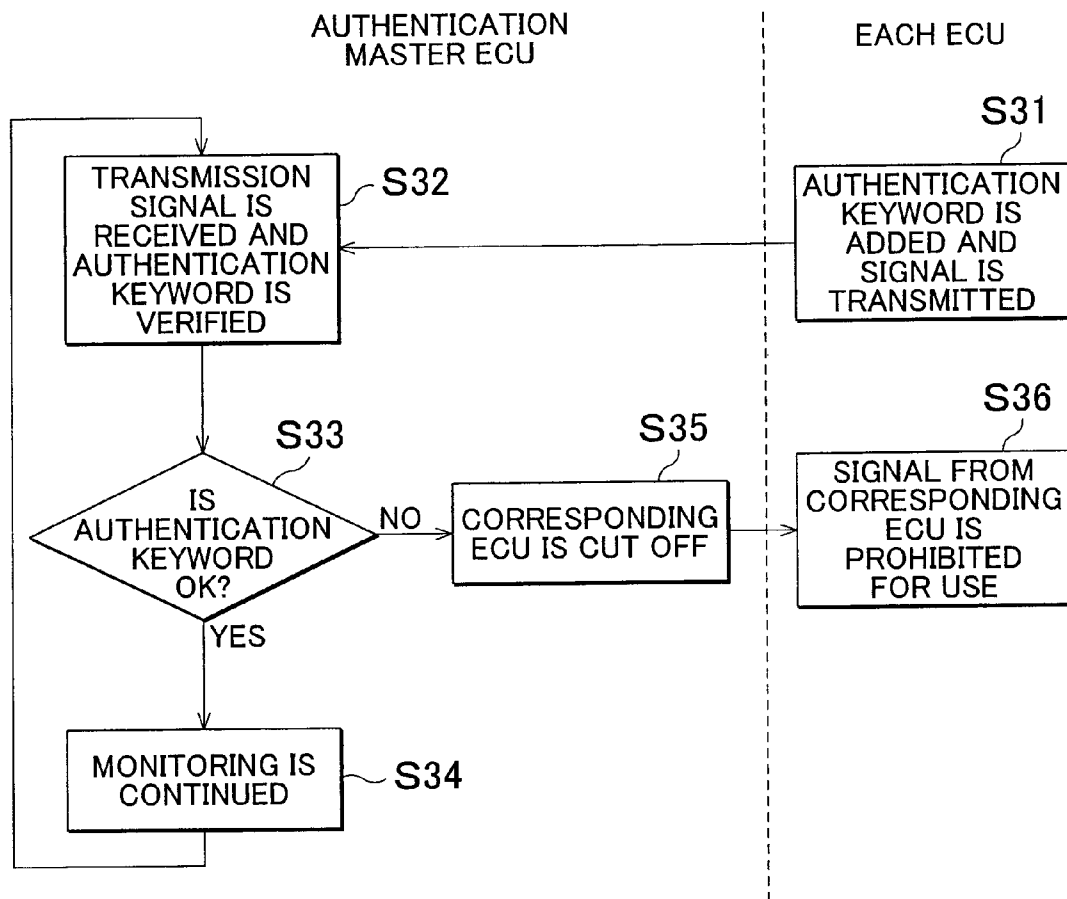 AUTHENTICATION
MASTER ECU
EACH ECU
S31
AUTHENTICATION
KEYWORD IS
ADDED AND
SIGNAL IS
TRANSMITTED
S32
TRANSMISSION
SIGNAL IS
RECEIVED AND
AUTHENTICATION
KEYWORD IS
VERIFIED
S33
IS
AUTHENTICATION
KEYWORD
OK?
NO
YES
S35
CORRESPONDING
ECU IS CUT OFF
S36
SIGNAL FROM
CORRESPONDING
ECU IS
PROHIBITED
FOR USE
MONITORING IS
CONTINUED
S34